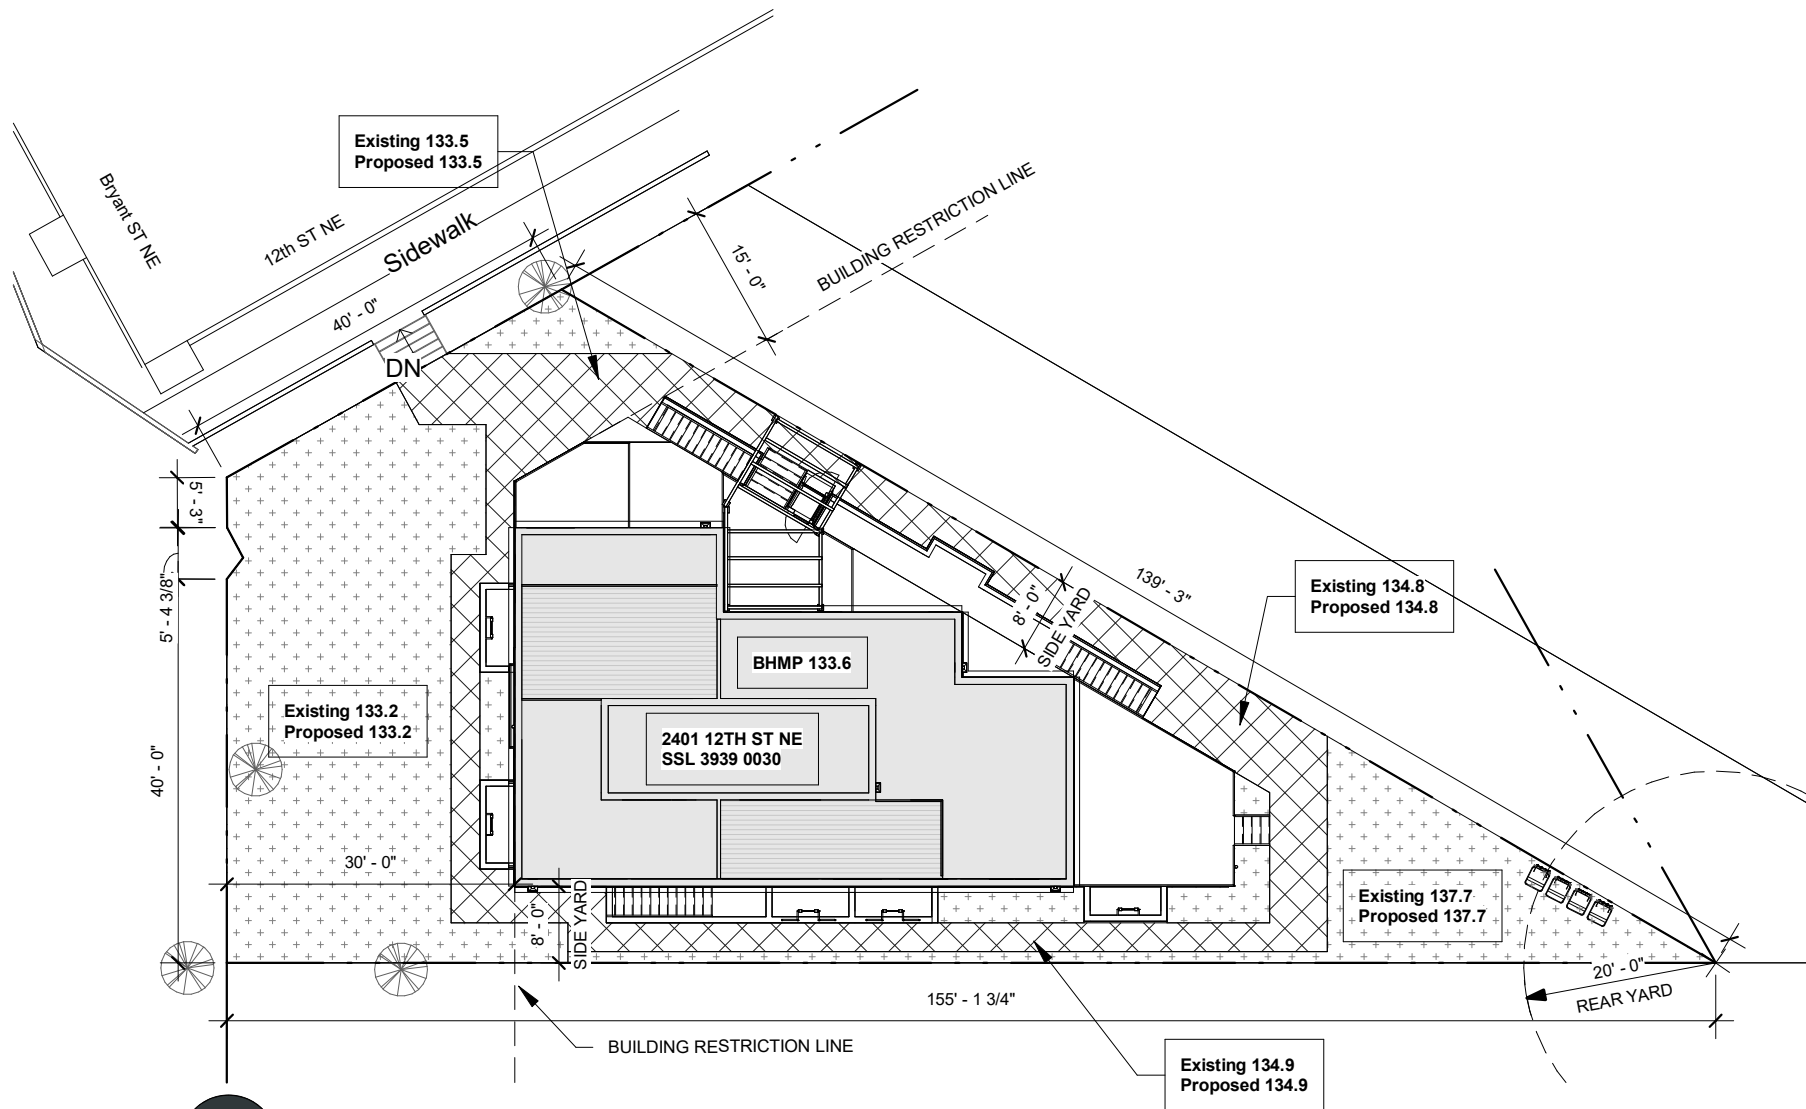 Existing 133.5
Proposed 133.5
Bryant ST NE
12th ST NE
Sidewalk
BUILDING RESTRICTION LINE
15' - 0"
40' - 0"
DN
5' - 3"
5' - 4 3/8"
139' - 3"
Existing 134.8
Proposed 134.8
8' - 0"
SIDE YARD
BHMP 133.6
Existing 133.2
Proposed 133.2
2401 12TH ST NE
SSL 3939 0030
40' - 0"
30' - 0"
8' - 0"
SIDE YARD
Existing 137.7
Proposed 137.7
20' - 0"
REAR YARD
155' - 1 3/4"
BUILDING RESTRICTION LINE
Existing 134.9
Proposed 134.9